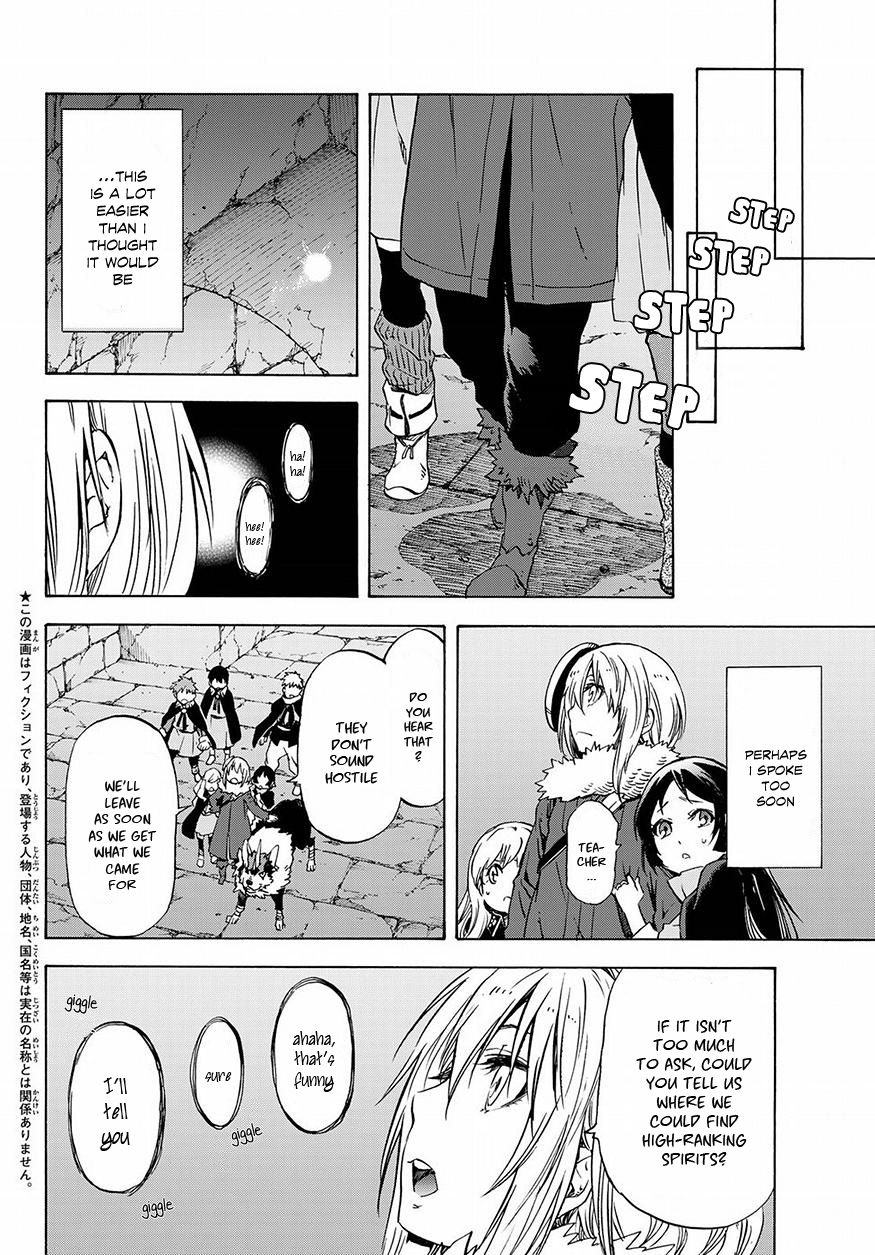 STEP
STEP
STEP
STEP
...THIS
IS A LOT
EASIER
THAN I
THOUGHT
IT WOULD
BE
ha!
ha!
hee!
hee!
PERHAPS
I SPOKE
TOO
SOON
TEA-
CHER
...
DO
YOU
HEAR
THAT
?
THEY
DON'T
SOUND
HOSTILE
WE'LL
LEAVE
AS SOON
AS WE GET
WHAT WE
CAME
FOR
IF IT ISN'T
TOO MUCH
TO ASK, COULD
YOU TELL US
WHERE WE
COULD FIND
HIGH-RANKING
SPIRITS?
ahaha,
that's
funny
sure
giggle
giggle
I'll
tell
you
giggle
★この漫画はフィクションであり、登場する人物、団体、地名、国名等は実在の名称とは関係ありません。